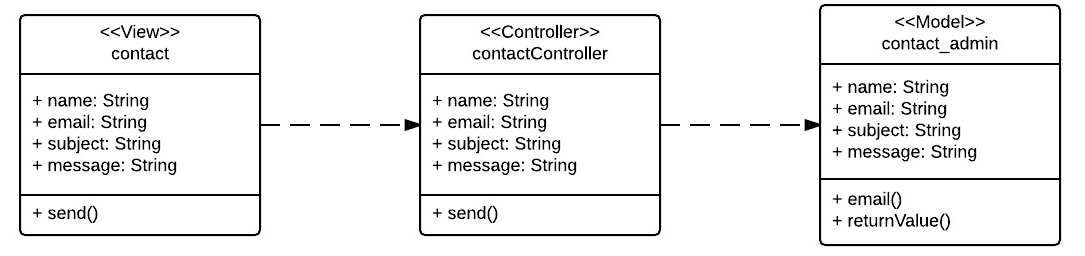 <<View>>
contact
+ name: String
+ email: String
+ subject: String
+ message: String
+ send()
<<Controller>>
contactController
+ name: String
+ email: String
+ subject: String
+ message: String
+ send()
<<Model>>
contact_admin
+ name: String
+ email: String
+ subject: String
+ message: String
+ email()
+ returnValue()